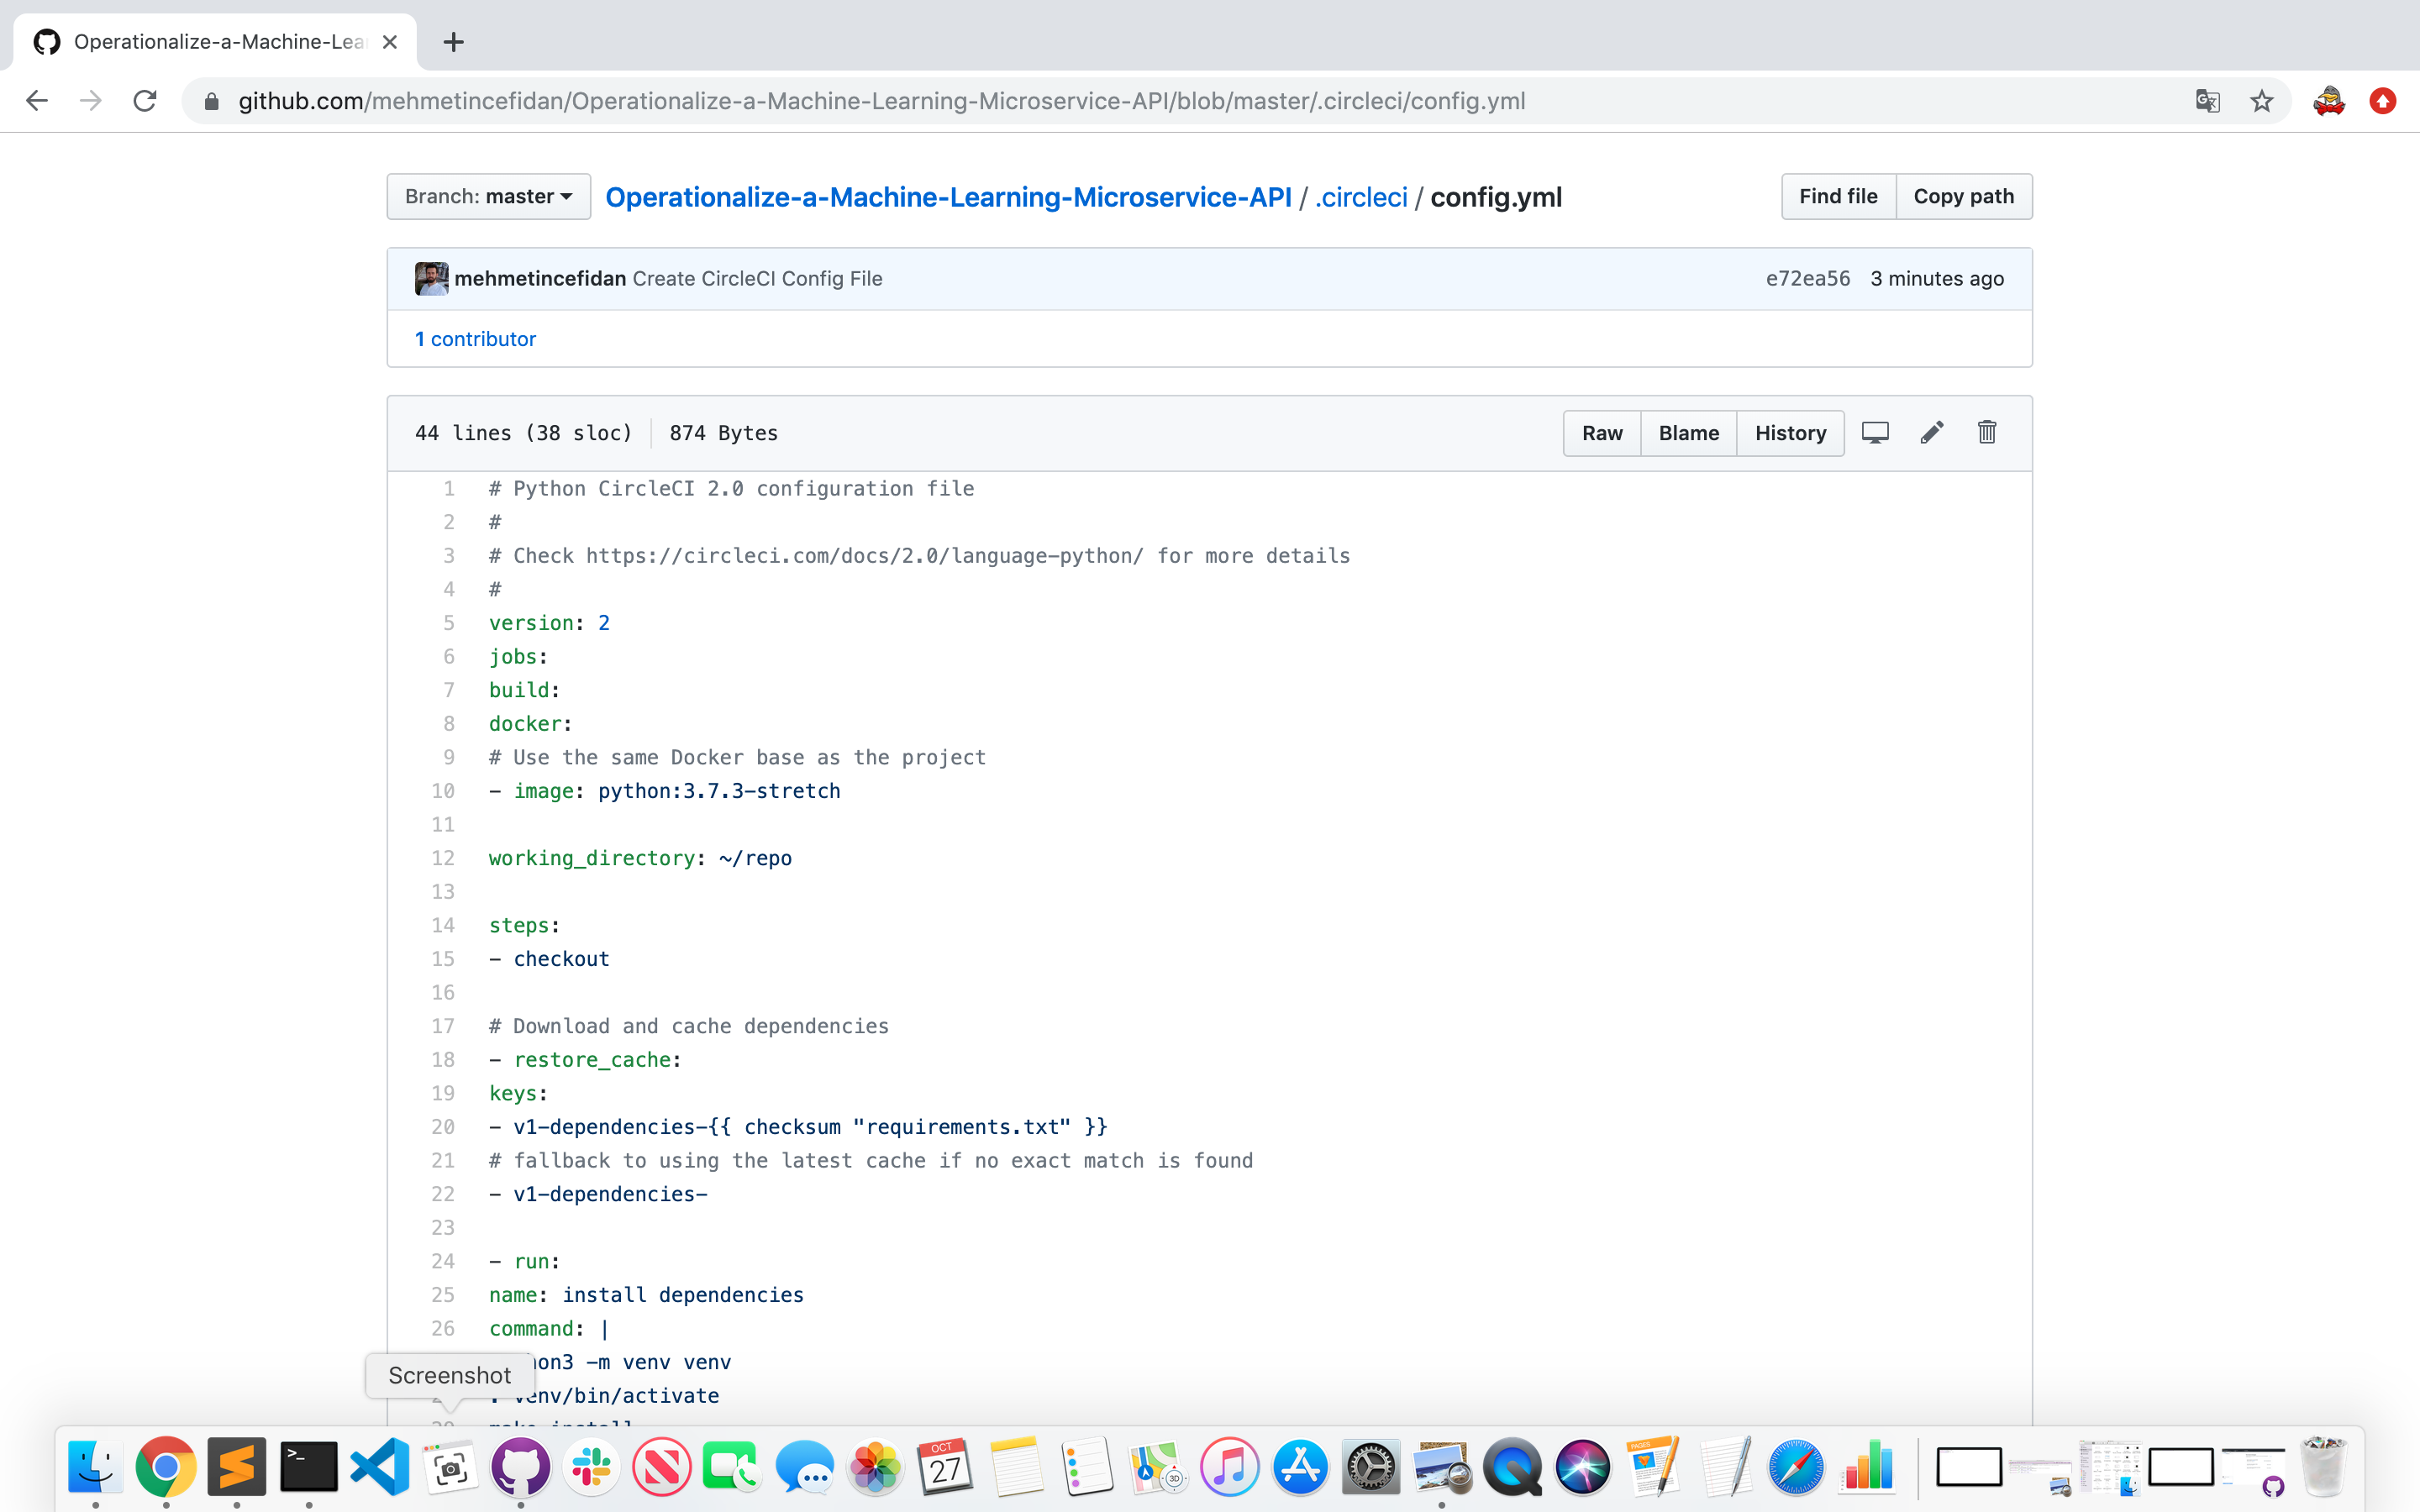 Operationalize-a-Machine-Lea
github.com/mehmetincefidan/Operationalize-a-Machine-Learning-Microservice-API/blob/master/.circleci/config.yml
Branch: master
Operationalize-a-Machine-Learning-Microservice-API / .circleci / config.yml
Find file
Copy path
mehmetincefidan Create CircleCI Config File
e72ea56 3 minutes ago
1 contributor
44 lines (38 sloc)
874 Bytes
Raw
Blame
History
1 # Python CircleCI 2.0 configuration file
2 #
3 # Check https://circleci.com/docs/2.0/language-python/ for more details
4 #
5 version: 2
6 jobs:
7 build:
8 docker:
9 # Use the same Docker base as the project
10 - image: python:3.7.3-stretch
11
12 working_directory: ~/repo
13
14 steps:
15 - checkout
16
17 # Download and cache dependencies
18 - restore_cache:
19 keys:
20 - v1-dependencies-{{ checksum "requirements.txt" }}
21 # fallback to using the latest cache if no exact match is found
22 - v1-dependencies-
23
24 - run:
25 name: install dependencies
26 command: |
hon3 -m venv venv
Screenshot
. venv/bin/activate
OCT
27
PAGES
3D